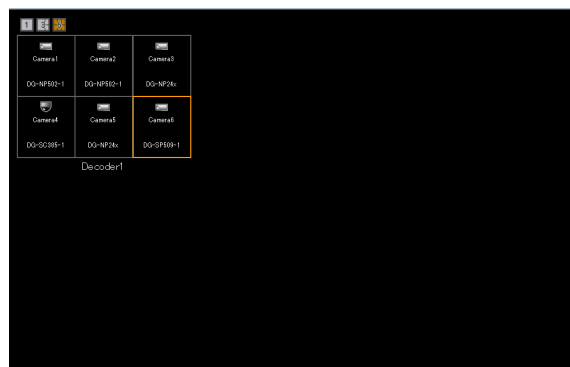 1
Camera1 Camera2 Camera3
DG-NP502-1 DG-NP502-1 DG-NP24x
Camera4 Camera5 Camera6
DG-SC385-1 DG-NP24x DG-SP509-1
Decoder1